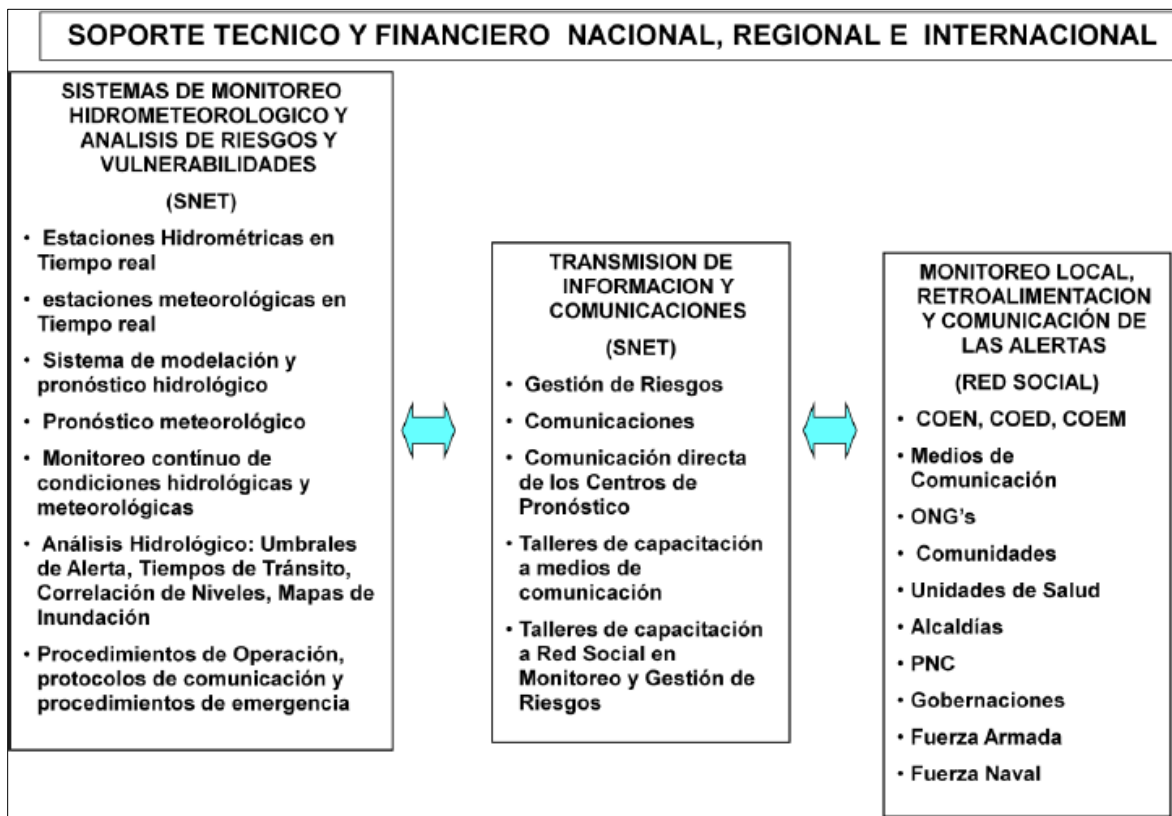 SOPORTE TECNICO Y FINANCIERO NACIONAL, REGIONAL E INTERNACIONAL
SISTEMAS DE MONITOREO
HIDROMETEOROLOGICO Y
ANALISIS DE RIESGOS Y
VULNERABILIDADES
(SNET)
• Estaciones Hidrométricas en
Tiempo real
• estaciones meteorológicas en
Tiempo real
• Sistema de modelación y
pronóstico hidrológico
• Pronóstico meteorológico
• Monitoreo contínuo de
condiciones hidrológicas y
meteorológicas
• Análisis Hidrológico: Umbrales
de Alerta, Tiempos de Tránsito,
Correlación de Niveles, Mapas de
Inundación
• Procedimientos de Operación,
protocolos de comunicación y
procedimientos de emergencia
TRANSMISION DE
INFORMACION Y
COMUNICACIONES
(SNET)
• Gestión de Riesgos
• Comunicaciones
• Comunicación directa
de los Centros de
Pronóstico
• Talleres de capacitación
a medios de
comunicación
• Talleres de capacitación
a Red Social en
Monitoreo y Gestión de
Riesgos
MONITOREO LOCAL,
RETROALIMENTACION
Y COMUNICACIÓN DE
LAS ALERTAS
(RED SOCIAL)
• COEN, COED, COEM
• Medios de
Comunicación
• ONG's
• Comunidades
• Unidades de Salud
• Alcaldías
• PNC
• Gobernaciones
• Fuerza Armada
• Fuerza Naval